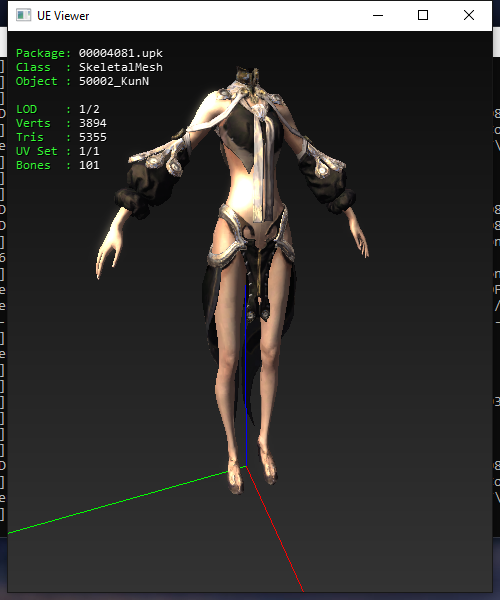 UE Viewer
Package: 00004081.upk
Class : SkeletalMesh
Object : 50002_KunN
LOD : 1/2
Verts : 3894
Tris : 5355
UV Set : 1/1
Bones : 101